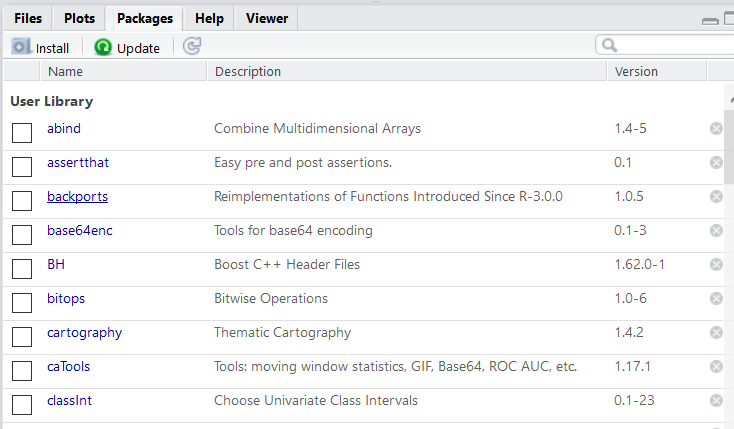 Files Plots Packages Help Viewer
Install Update
Name Description Version
User Library
abind Combine Multidimensional Arrays 1.4-5
assertthat Easy pre and post assertions. 0.1
backports Reimplementations of Functions Introduced Since R-3.0.0 1.0.5
base64enc Tools for base64 encoding 0.1-3
BH Boost C++ Header Files 1.62.0-1
bitops Bitwise Operations 1.0-6
cartography Thematic Cartography 1.4.2
caTools Tools: moving window statistics, GIF, Base64, ROC AUC, etc. 1.17.1
classInt Choose Univariate Class Intervals 0.1-23